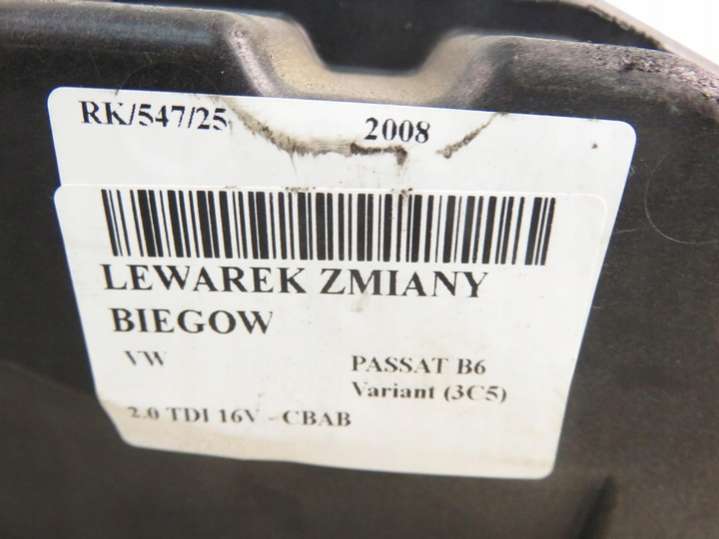 RK/547/25 2008
LEWAREK ZMIANY
BIEGOW
VW PASSAT B6
Variant (3C5)
2.0 TDI 16V - CBAB